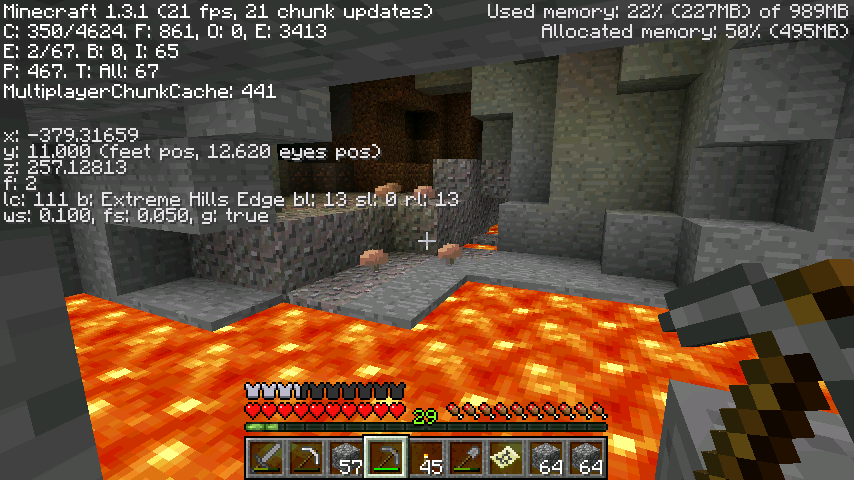 Minecraft 1.3.1 (21 fps, 21 chunk updates)
Used memory: 22% (227MB) of 989MB
C: 350/4624. F: 861, O: 0, E: 3413
Allocated memory: 50% (495MB)
E: 2/67. B: 0, I: 65
P: 467. T: All: 67
MultiplayerChunkCache: 441
x: -379.31659
y: 11.000 (feet pos, 12.620 eyes pos)
z: 257.12813
f: 2
lc: 111 b: Extreme Hills Edge bl: 13 sl: 0 rl: 13
ws: 0.100, fs: 0.050, g: true
29
57 45 64 64